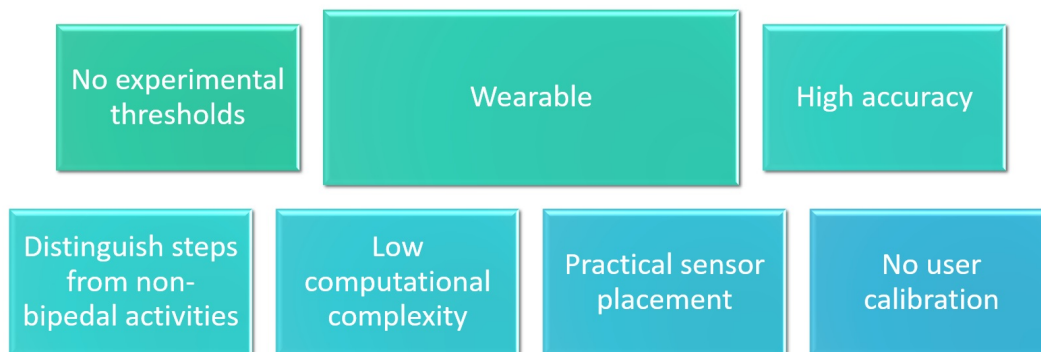 No experimental
thresholds
Wearable
High accuracy
Distinguish steps
from non-
bipedal activities
Low
computational
complexity
Practical sensor
placement
No user
calibration